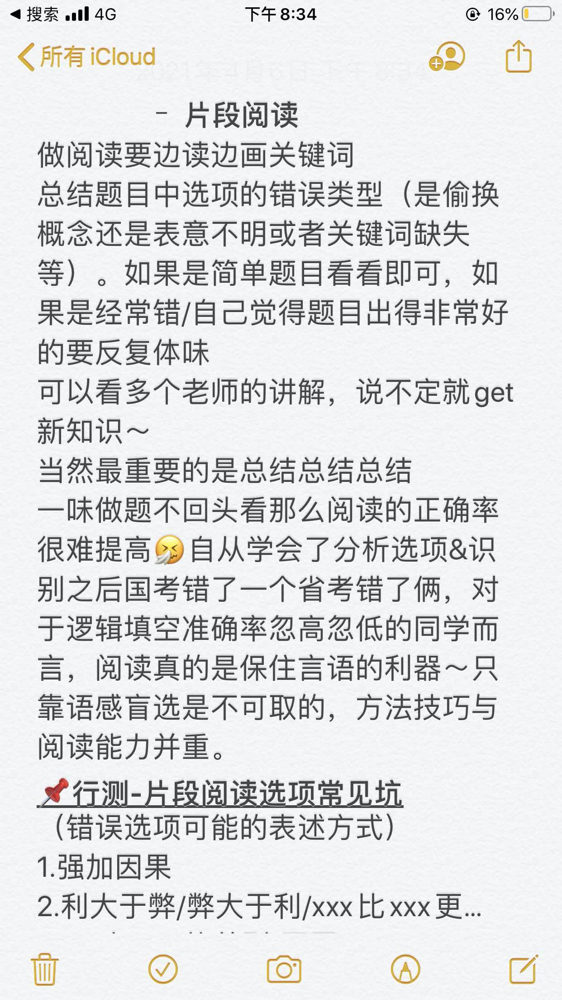 搜索 4G 下午8:34 16%
所有 iCloud
- 片段阅读
做阅读要边读边画关键词
总结题目中选项的错误类型（是偷换
概念还是表意不明或者关键词缺失
等）。如果是简单题目看看即可，如
果是经常错/自己觉得题目出得非常好
的要反复体味
可以看多个老师的讲解，说不定就get
新知识～
当然最重要的是总结总结总结
一味做题不回头看那么阅读的正确率
很难提高🤧自从学会了分析选项&识
别之后国考错了一个省考错了俩，对
于逻辑填空准确率忽高忽低的同学而
言，阅读真的是保住言语的利器～只
靠语感盲选是不可取的，方法技巧与
阅读能力并重。
📌行测-片段阅读选项常见坑
（错误选项可能的表述方式）
1.强加因果
2.利大于弊/弊大于利/xxx比xxx更...